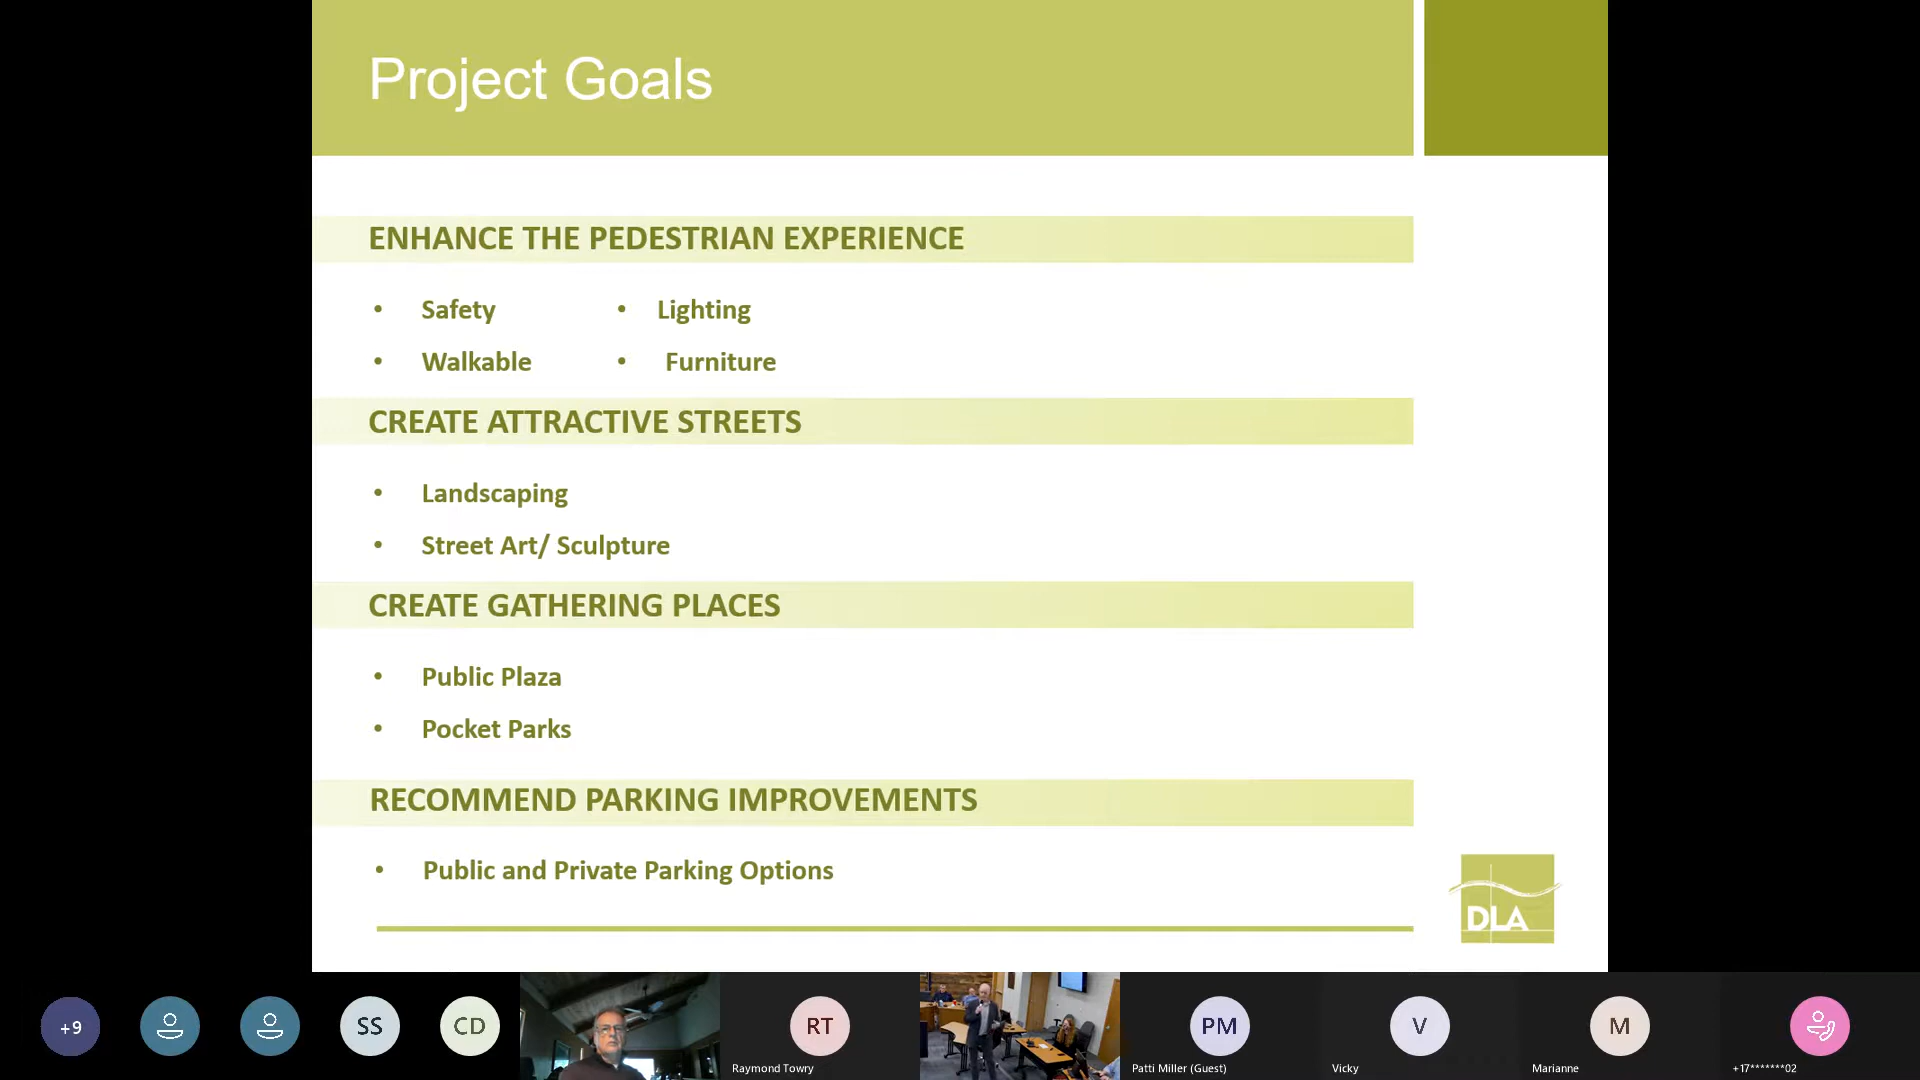 Project Goals
ENHANCE THE PEDESTRIAN EXPERIENCE
• Safety • Lighting
• Walkable • Furniture
CREATE ATTRACTIVE STREETS
• Landscaping
• Street Art/ Sculpture
CREATE GATHERING PLACES
• Public Plaza
• Pocket Parks
RECOMMEND PARKING IMPROVEMENTS
• Public and Private Parking Options
DLA
+9
SS
CD
RT
PM
V
M
Raymond Towry
Patti Miller (Guest)
Vicky
Marianne
+17*******02